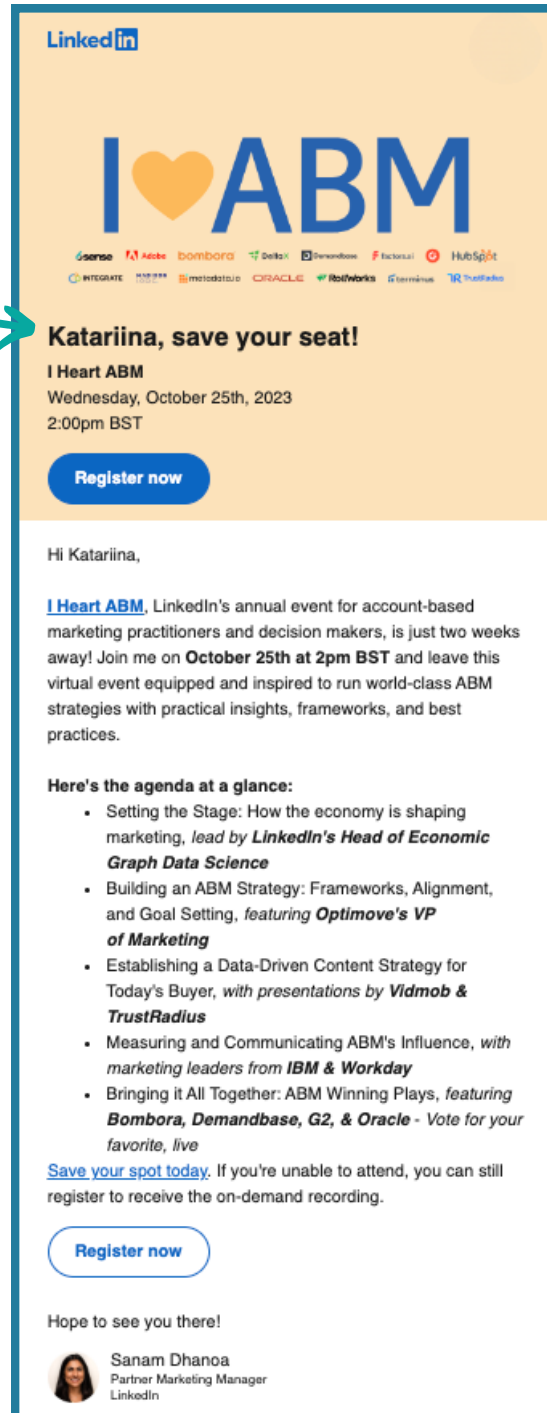 LinkedIn
I ABM
6sense Adobe bombora DeltaX Demandbase factors.ai HubSpot
INTEGRATE MADISON LOGIC metadata.io ORACLE RollWorks terminus TrustRadius
Katariina, save your seat!
I Heart ABM
Wednesday, October 25th, 2023
2:00pm BST
Register now
Hi Katariina,
I Heart ABM, LinkedIn's annual event for account-based
marketing practitioners and decision makers, is just two weeks
away! Join me on October 25th at 2pm BST and leave this
virtual event equipped and inspired to run world-class ABM
strategies with practical insights, frameworks, and best
practices.
Here's the agenda at a glance:
• Setting the Stage: How the economy is shaping
marketing, lead by LinkedIn's Head of Economic
Graph Data Science
• Building an ABM Strategy: Frameworks, Alignment,
and Goal Setting, featuring Optimove's VP
of Marketing
• Establishing a Data-Driven Content Strategy for
Today's Buyer, with presentations by Vidmob &
TrustRadius
• Measuring and Communicating ABM's Influence, with
marketing leaders from IBM & Workday
• Bringing it All Together: ABM Winning Plays, featuring
Bombora, Demandbase, G2, & Oracle - Vote for your
favorite, live
Save your spot today. If you're unable to attend, you can still
register to receive the on-demand recording.
Register now
Hope to see you there!
Sanam Dhanoa
Partner Marketing Manager
LinkedIn